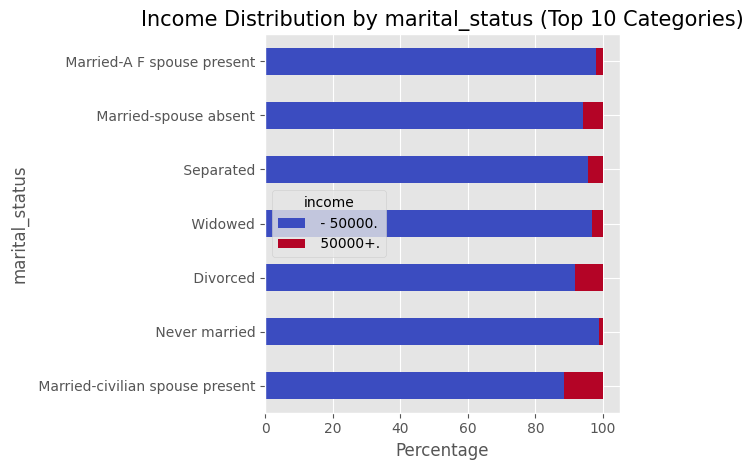 Income Distribution by marital_status (Top 10 Categories)
Married-A F spouse present
Married-spouse absent
Separated
Widowed
Divorced
Never married
Married-civilian spouse present
marital_status
income
- 50000.
50000+.
0 20 40 60 80 100
Percentage